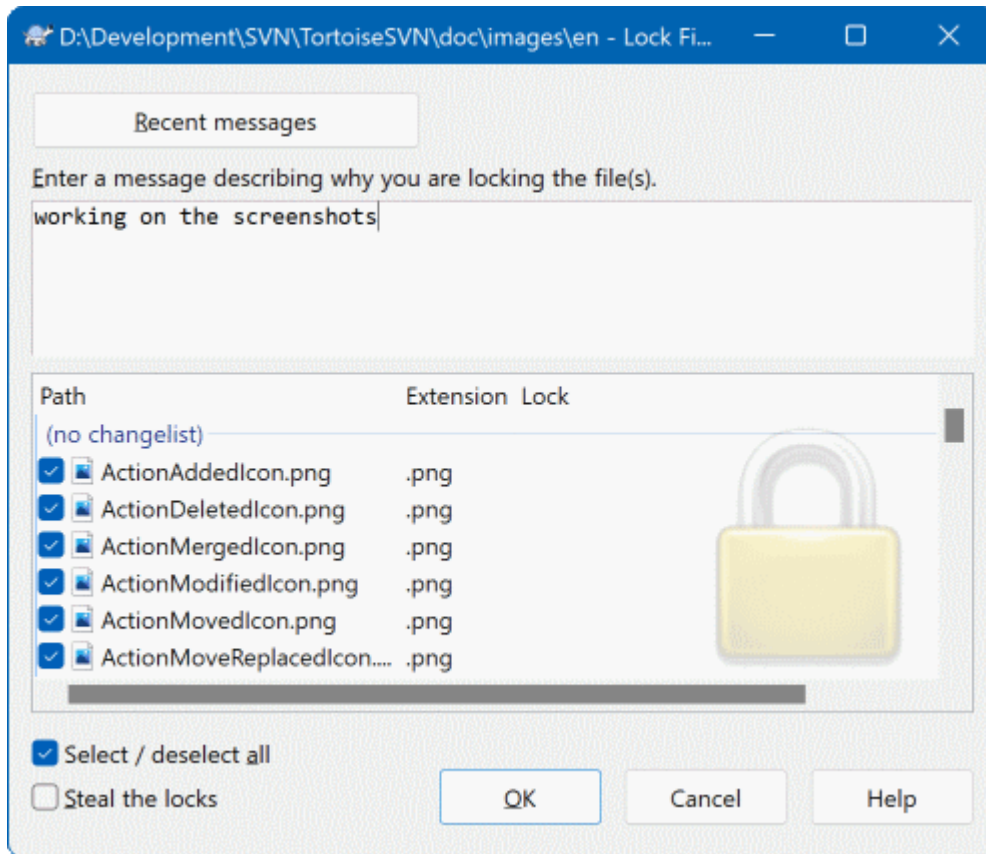 D:\Development\SVN\TortoiseSVN\doc\images\en - Lock Fi...
Recent messages
Enter a message describing why you are locking the file(s).
working on the screenshots
Path Extension Lock
(no changelist)
ActionAddedIcon.png .png
ActionDeletedIcon.png .png
ActionMergedIcon.png .png
ActionModifiedIcon.png .png
ActionMovedIcon.png .png
ActionMoveReplacedIcon.... .png
Select / deselect all
Steal the locks OK Cancel Help